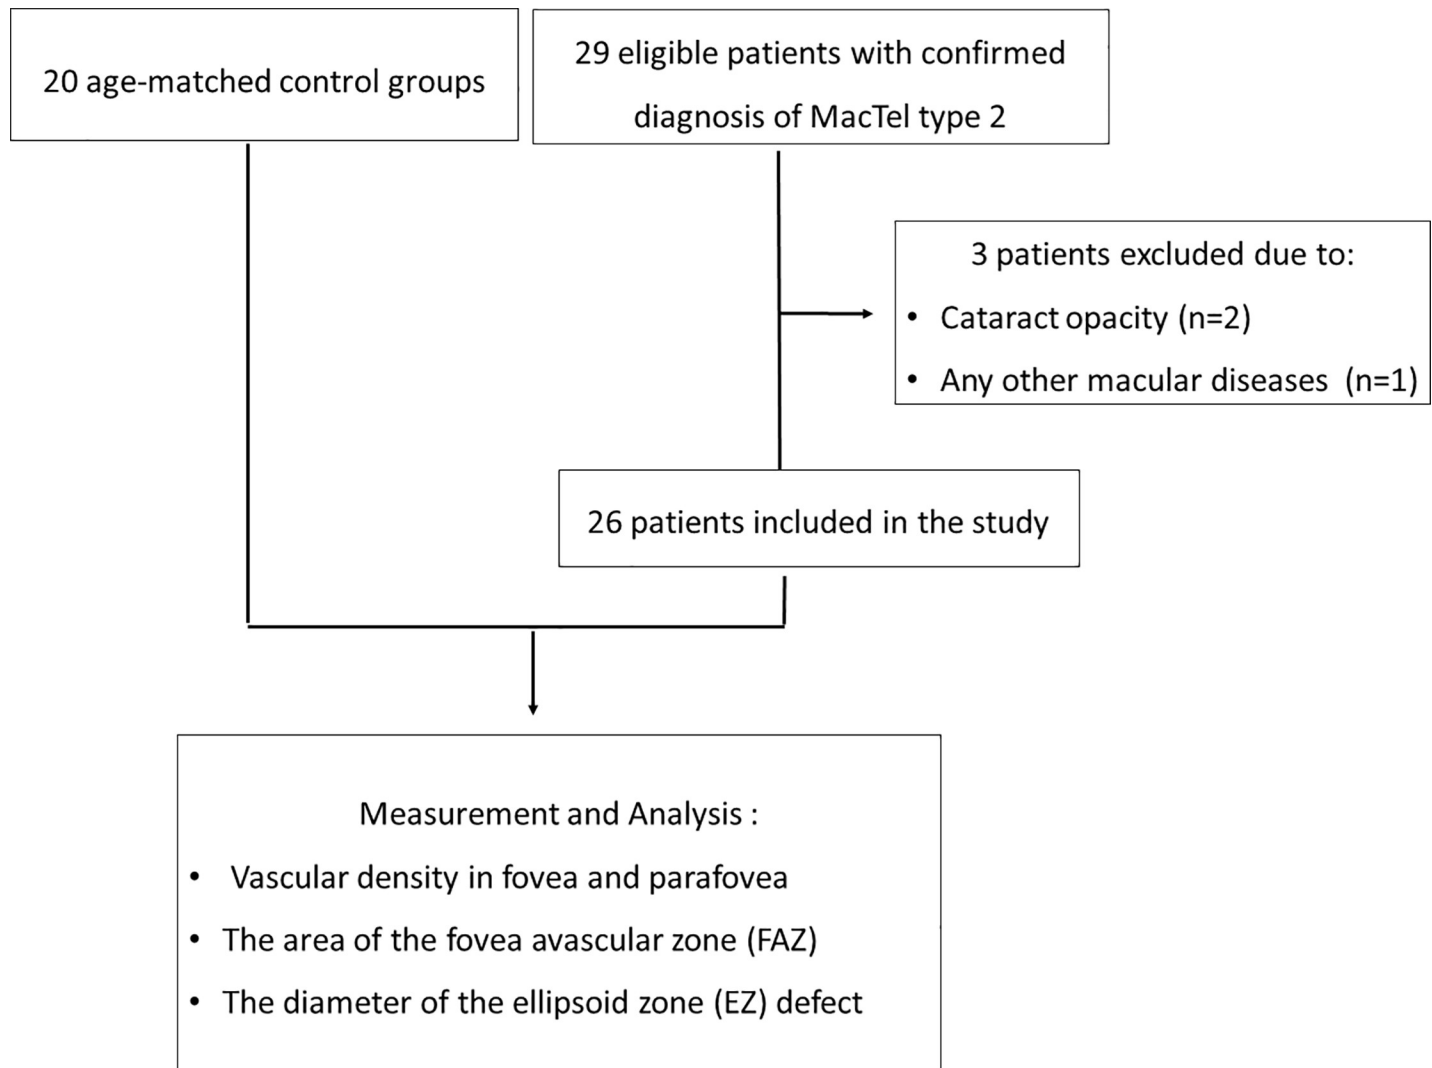 20 age-matched control groups
29 eligible patients with confirmed
diagnosis of MacTel type 2
3 patients excluded due to:
• Cataract opacity (n=2)
• Any other macular diseases (n=1)
26 patients included in the study
Measurement and Analysis :
• Vascular density in fovea and parafovea
• The area of the fovea avascular zone (FAZ)
• The diameter of the ellipsoid zone (EZ) defect